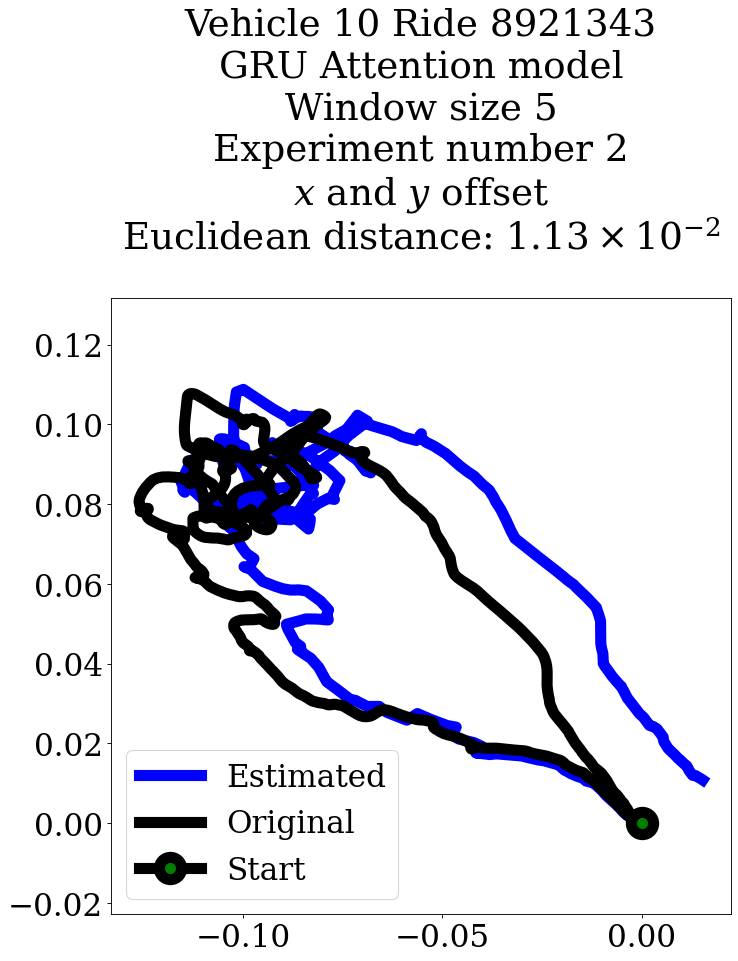 Vehicle 10 Ride 8921343
GRU Attention model
Window size 5
Experiment number 2
x and y offset
Euclidean distance: 1.13 × 10⁻²
0.12
0.10
0.08
0.06
0.04
0.02
0.00
−0.02
Estimated
Original
Start
−0.10
−0.05
0.00